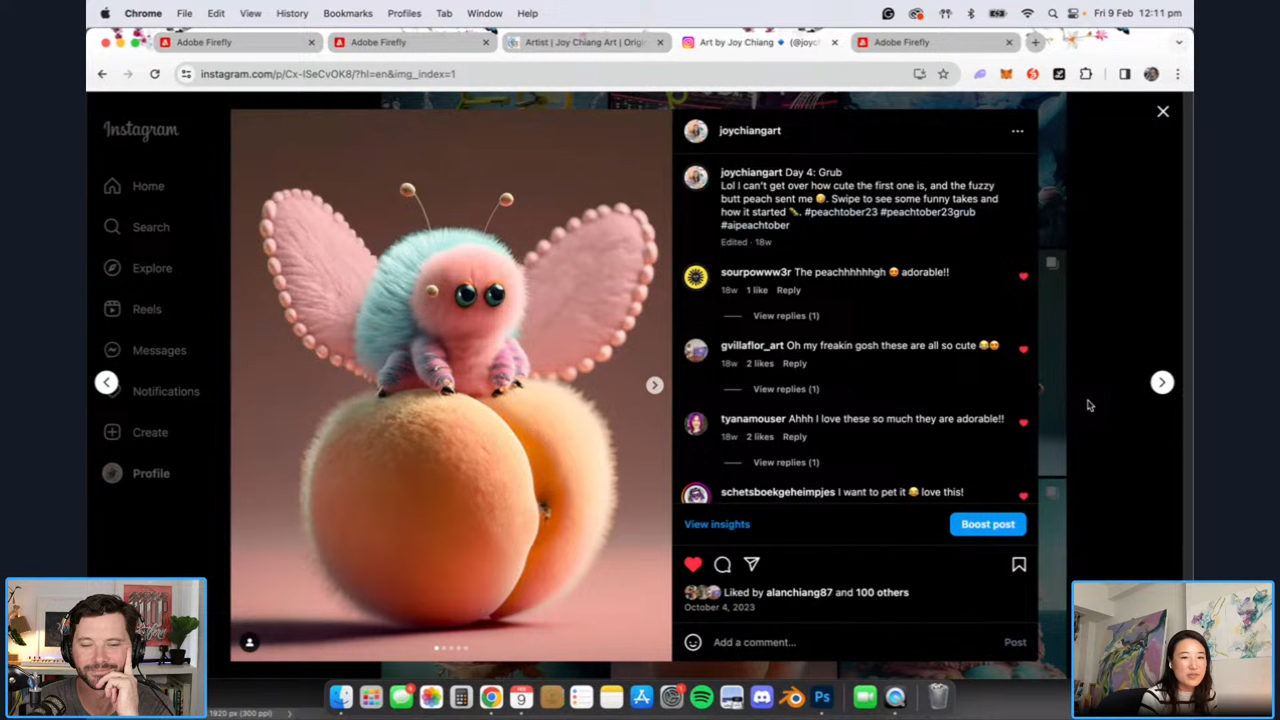 Chrome File Edit View History Bookmarks Profiles Tab Window Help Fri 9 Feb 12:11 pm
Adobe Firefly Adobe Firefly Artist | Joy Chiang Art | Origi Art by Joy Chiang (@joych Adobe Firefly
instagram.com/p/Cx-ISeCvOK8/?hl=en&img_index=1
Instagram
Home
Search
Explore
Reels
Messages
Notifications
Create
Profile
joychiangart
joychiangart Day 4: Grub
Lol I can't get over how cute the first one is, and the fuzzy
butt peach sent me 🤣. Swipe to see some funny takes and
how it started 🐛. #peachtober23 #peachtober23grub
#aipeachtober
Edited · 18w
sourpowww3r The peachhhhhhgh 😍 adorable!!
18w 1 like Reply
View replies (1)
gvillaflor_art Oh my freakin gosh these are all so cute 😂😍
18w 2 likes Reply
View replies (1)
tyanamouser Ahhh I love these so much they are adorable!!
18w 2 likes Reply
View replies (1)
schetsboekgeheimpjes I want to pet it 😂 love this!
View insights
Boost post
Liked by alanchiang87 and 100 others
October 4, 2023
Add a comment...
Post
1920 px (300 ppi)